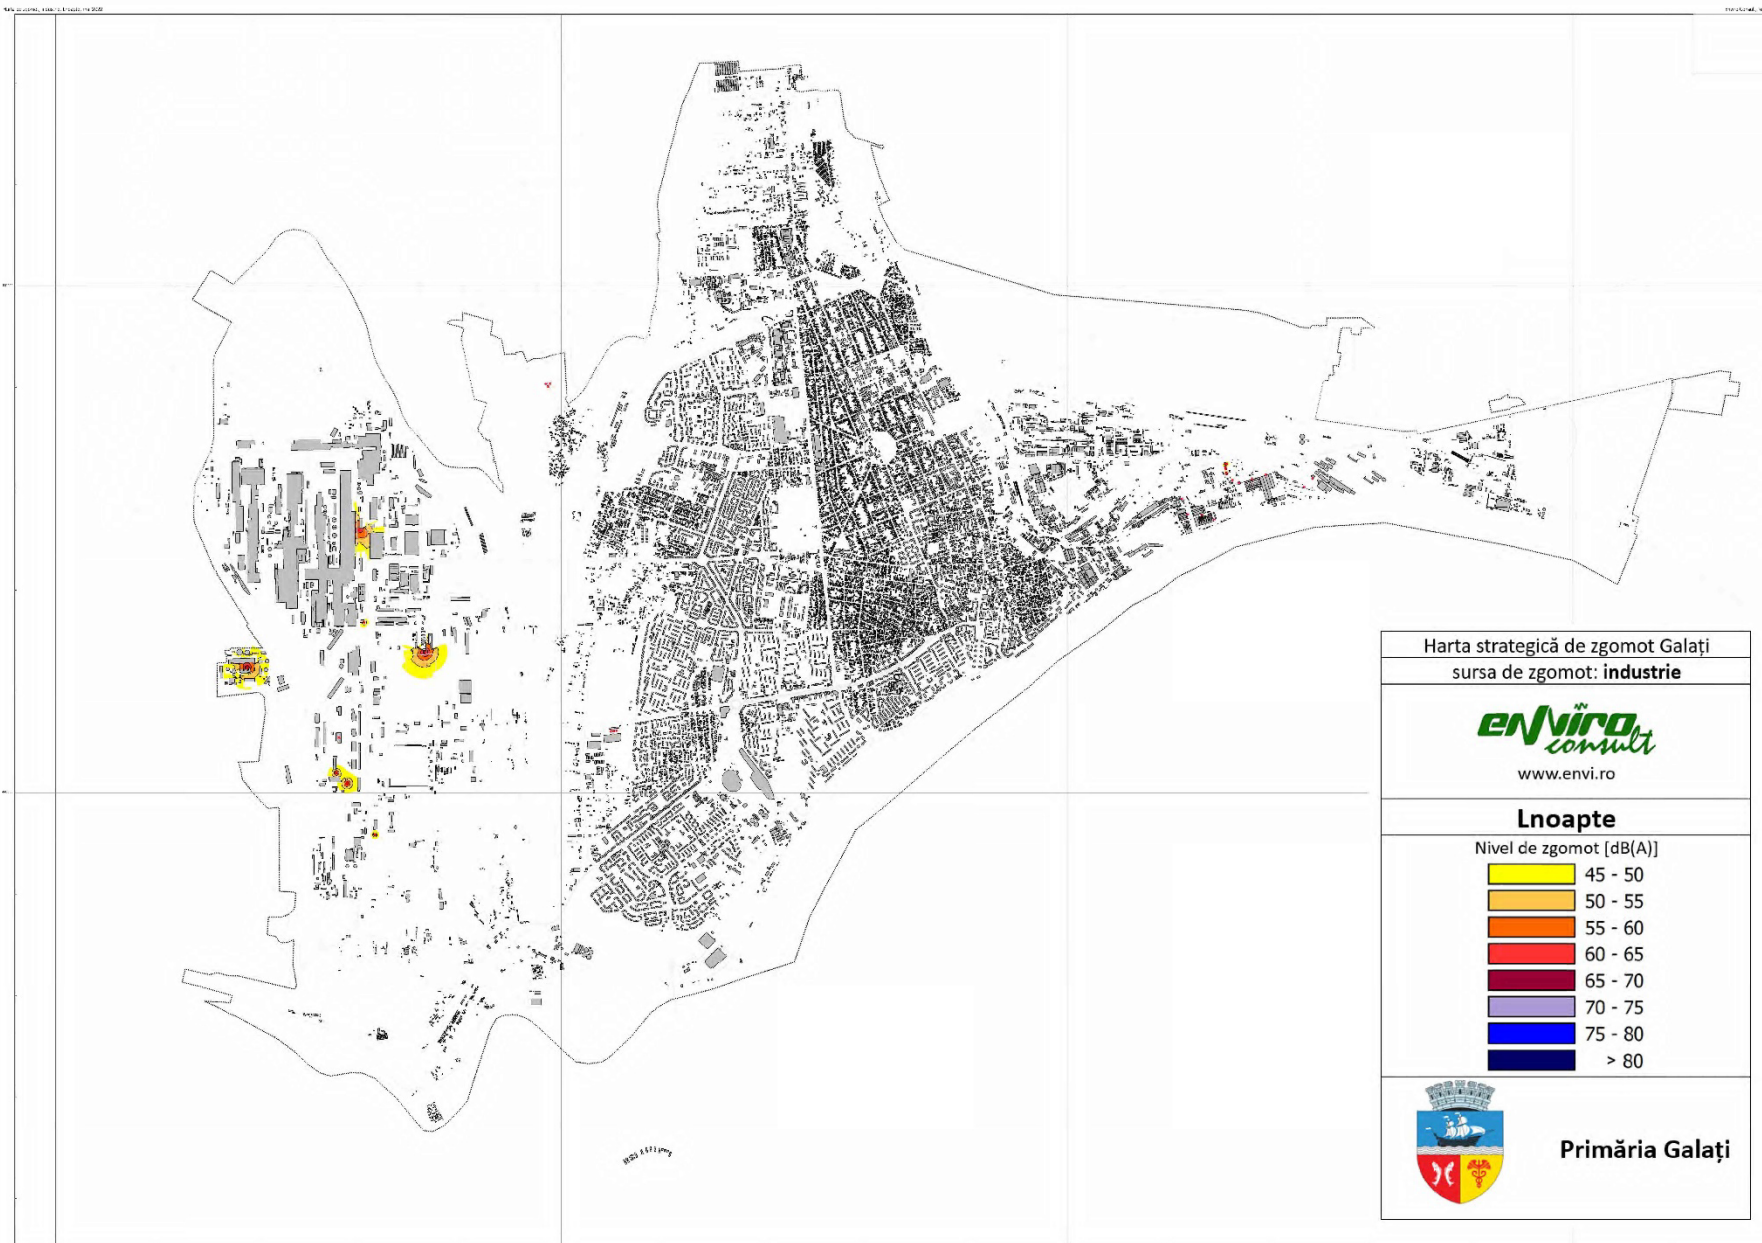 Harta strategică de zgomot Galați
sursa de zgomot: industrie
enviro
consult
www.envi.ro
Lnoapte
Nivel de zgomot [dB(A)]
45 - 50
50 - 55
55 - 60
60 - 65
65 - 70
70 - 75
75 - 80
> 80
Primăria Galați